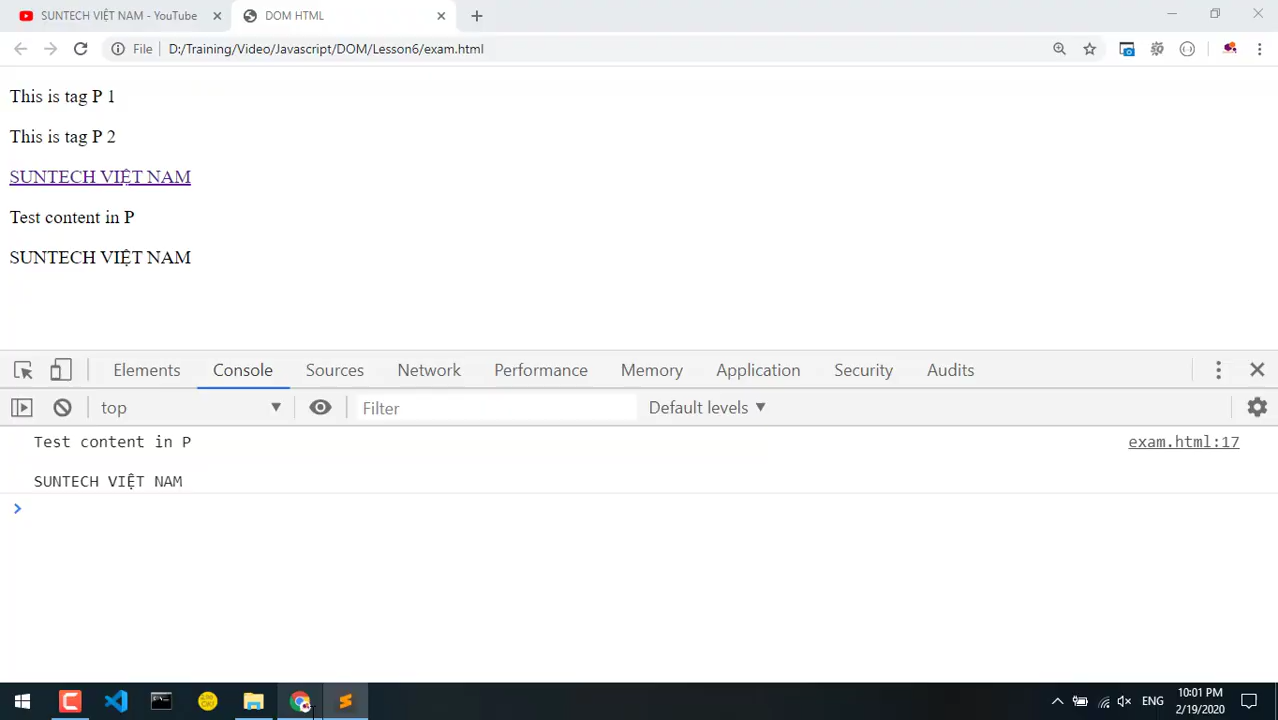 SUNTECH VIỆT NAM - YouTube
DOM HTML
File
D:/Training/Video/Javascript/DOM/Lesson6/exam.html
This is tag P 1
This is tag P 2
SUNTECH VIỆT NAM
Test content in P
SUNTECH VIỆT NAM
Elements Console Sources Network Performance Memory Application Security Audits
top Filter Default levels
Test content in P exam.html:17
SUNTECH VIỆT NAM
ENG
10:01 PM
2/19/2020